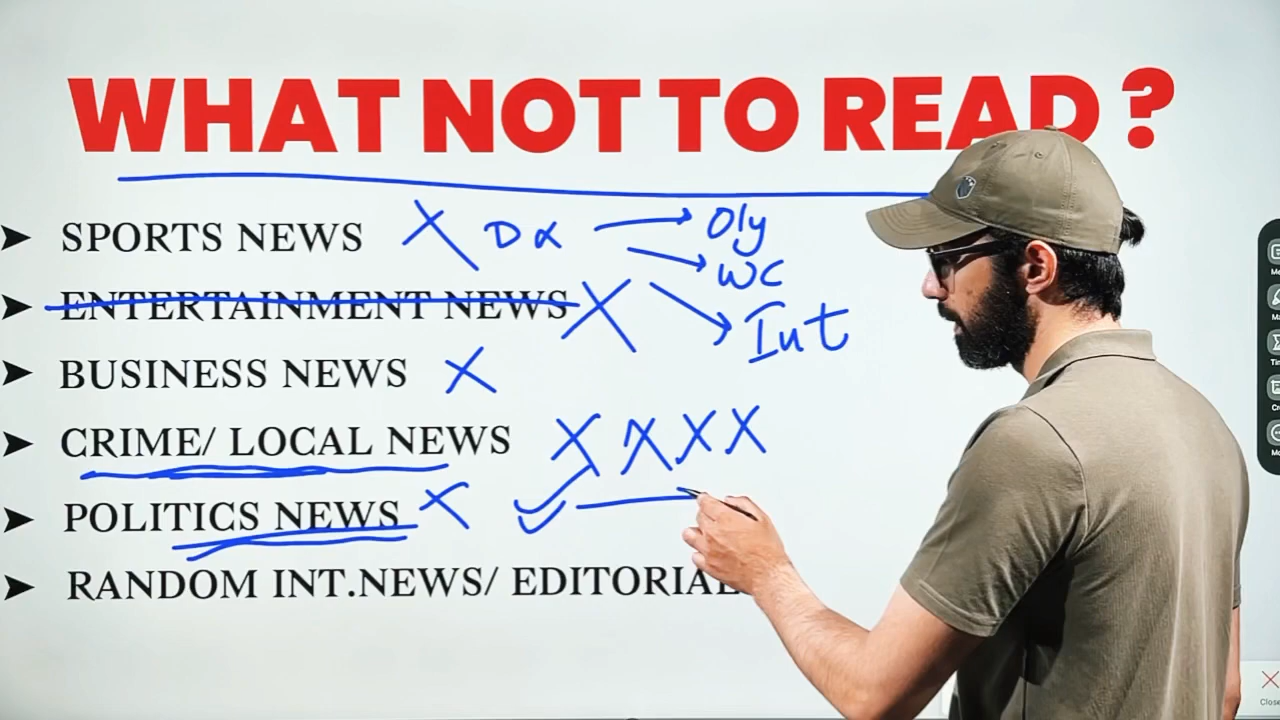 WHAT NOT TO READ ?
➤ SPORTS NEWS X D α → Oly
→ WC
➤ ENTERTAINMENT NEWS X → Int
➤ BUSINESS NEWS X
➤ CRIME/ LOCAL NEWS X X X X
➤ POLITICS NEWS X
➤ RANDOM INT.NEWS/ EDITORIAL
Close